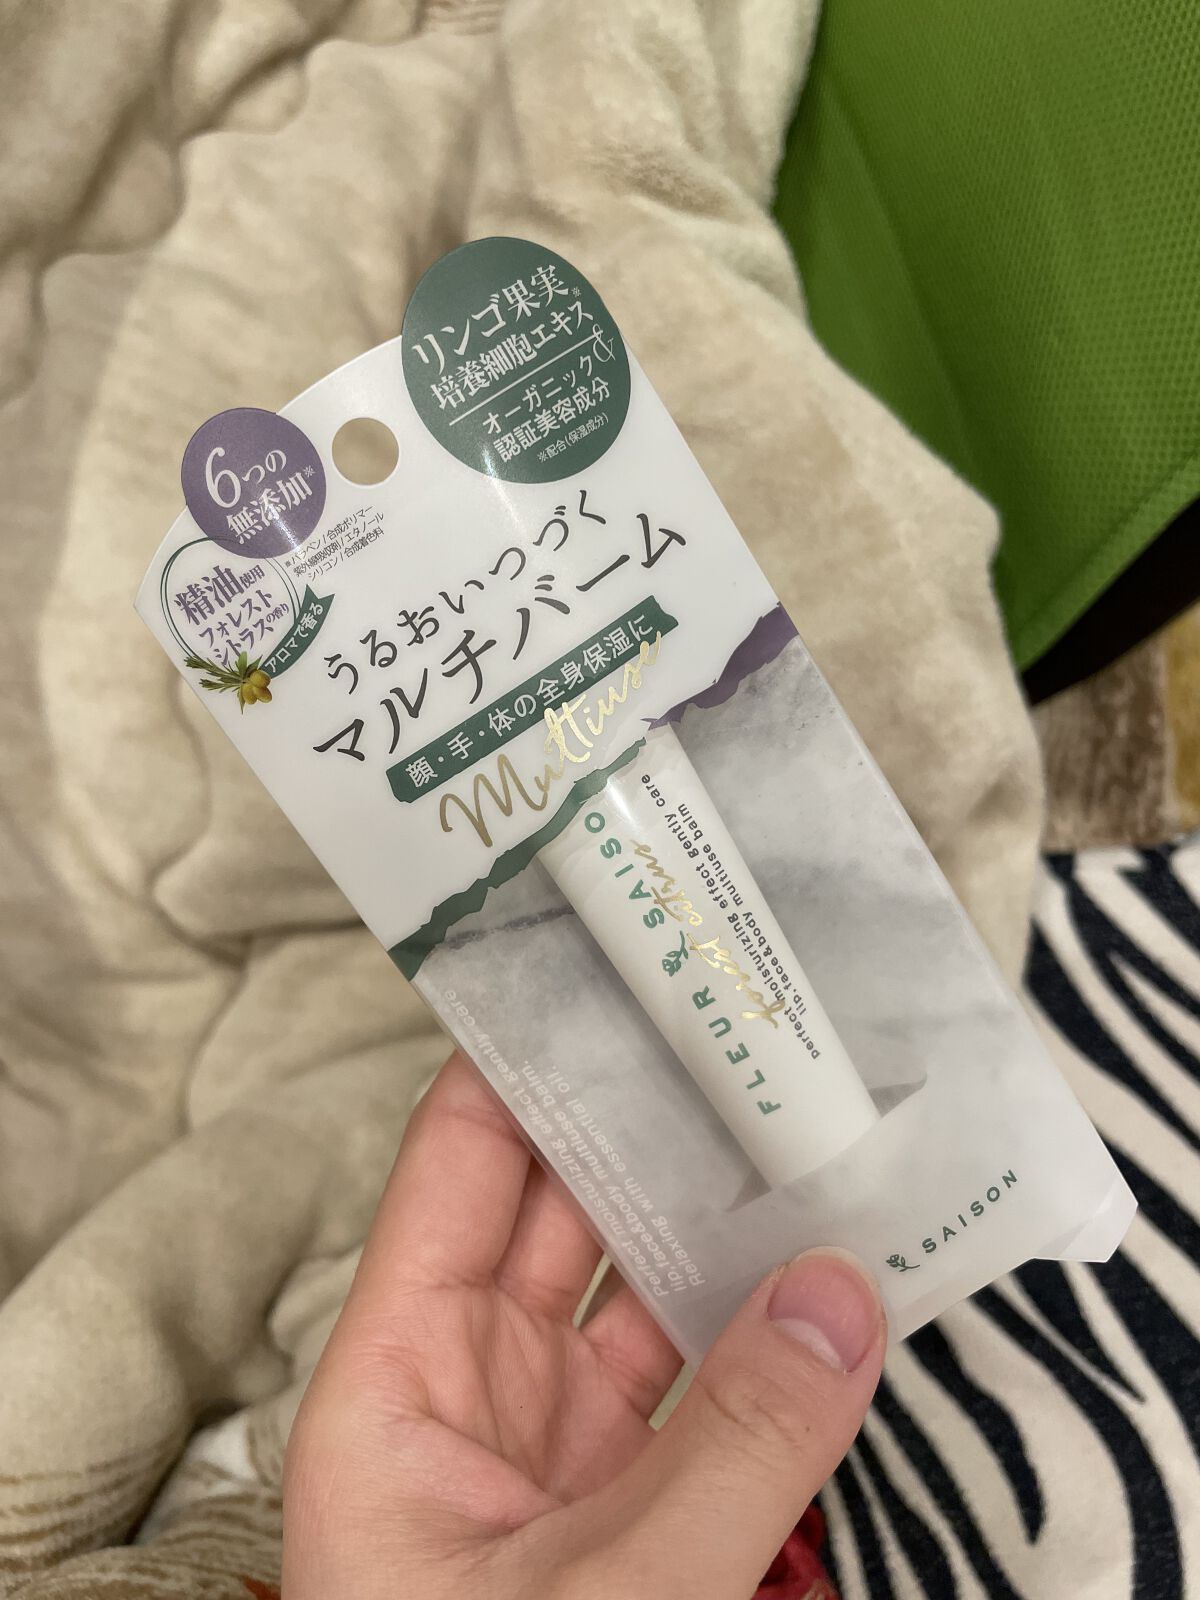 リンゴ果実※
培養細胞エキス
&
オーガニック
認証美容成分
※配合(保湿成分)
6つの
無添加※
※パラベン/合成ポリマー
紫外線吸収剤/エタノール
シリコン/合成着色料
精油使用
フォレスト
シトラスの香り
アロマで香る
うるおいつづく
マルチバーム
顔・手・体の全身保湿に
Multiuse
FLEUR SAISO
forest citrus
perfect moisturizing effect gently care
lip,face&body multiuse balm
Perfect moisturizing effect gently care
lip,face&body multiuse balm.
Relaxing with essential oil.
SAISON